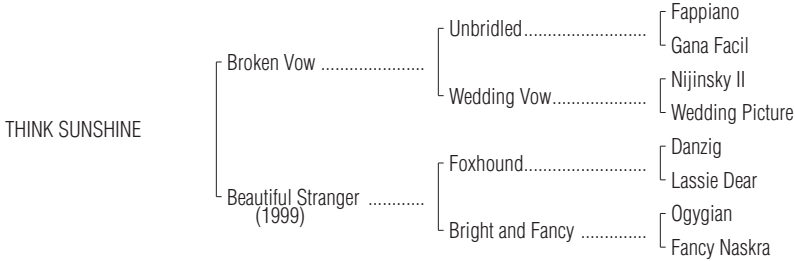 Fappiano
Unbridled..........................
Gana Facil
Broken Vow ......................
Nijinsky II
Wedding Vow....................
Wedding Picture
THINK SUNSHINE
Danzig
Foxhound..........................
Lassie Dear
Beautiful Stranger ............
(1999)
Ogygian
Bright and Fancy ..............
Fancy Naskra